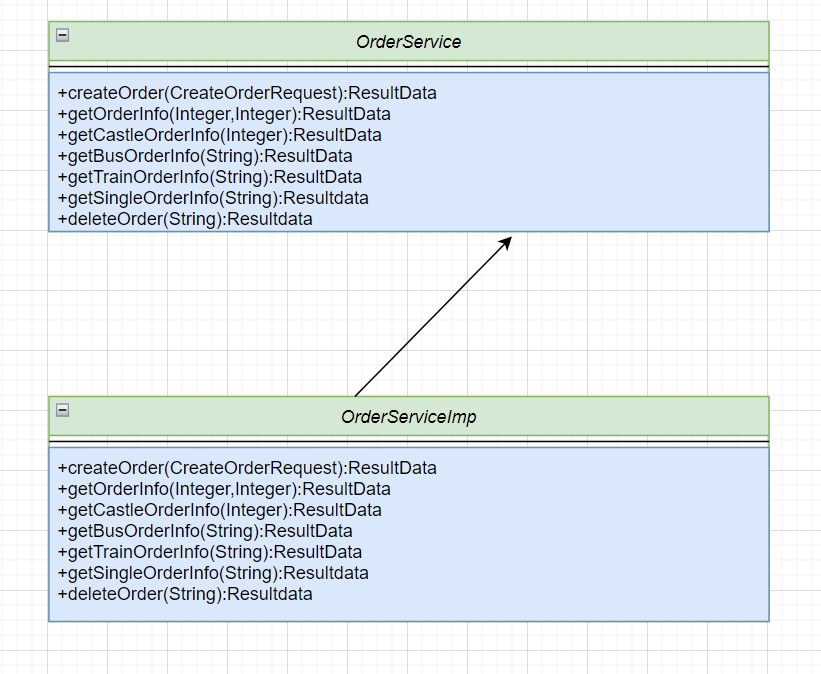 OrderService
+createOrder(CreateOrderRequest):ResultData
+getOrderInfo(Integer,Integer):ResultData
+getCastleOrderInfo(Integer):ResultData
+getBusOrderInfo(String):ResultData
+getTrainOrderInfo(String):ResultData
+getSingleOrderInfo(String):Resultdata
+deleteOrder(String):Resultdata
OrderServiceImp
+createOrder(CreateOrderRequest):ResultData
+getOrderInfo(Integer,Integer):ResultData
+getCastleOrderInfo(Integer):ResultData
+getBusOrderInfo(String):ResultData
+getTrainOrderInfo(String):ResultData
+getSingleOrderInfo(String):Resultdata
+deleteOrder(String):Resultdata